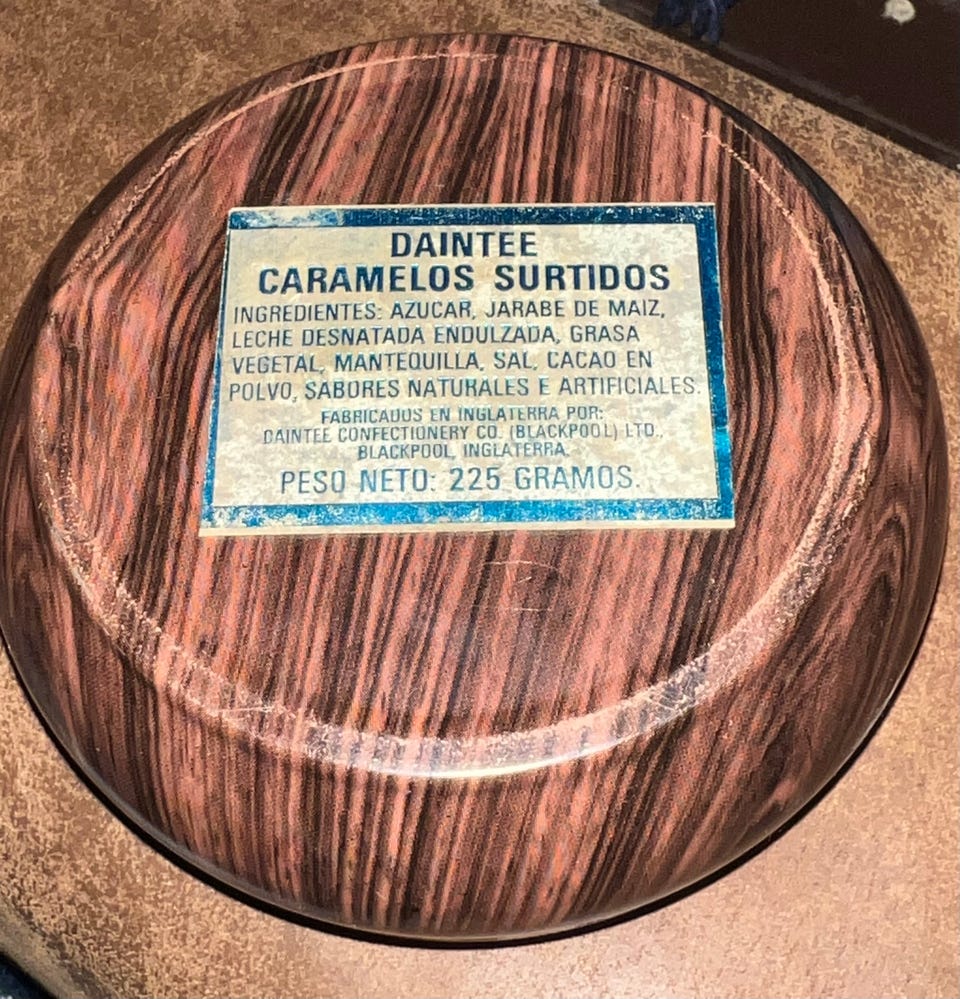 DAINTEE
CARAMELOS SURTIDOS
INGREDIENTES: AZUCAR, JARABE DE MAIZ,
LECHE DESNATADA ENDULZADA, GRASA
VEGETAL, MANTEQUILLA, SAL, CACAO EN
POLVO, SABORES NATURALES E ARTIFICIALES.
FABRICADOS EN INGLATERRA POR:
DAINTEE CONFECTIONERY CO. (BLACKPOOL) LTD.,
BLACKPOOL, INGLATERRA.
PESO NETO: 225 GRAMOS.